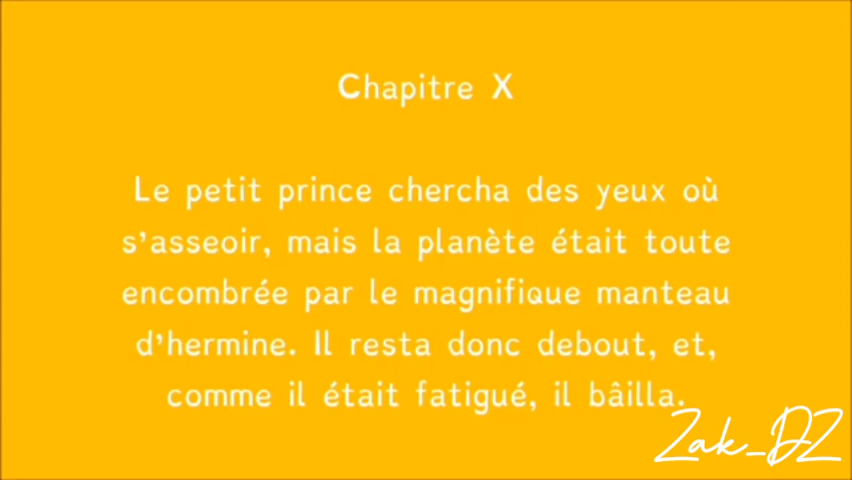 Chapitre X
Le petit prince chercha des yeux où
s'asseoir, mais la planète était toute
encombrée par le magnifique manteau
d'hermine. Il resta donc debout, et,
comme il était fatigué, il bâilla.
Zak_DZ